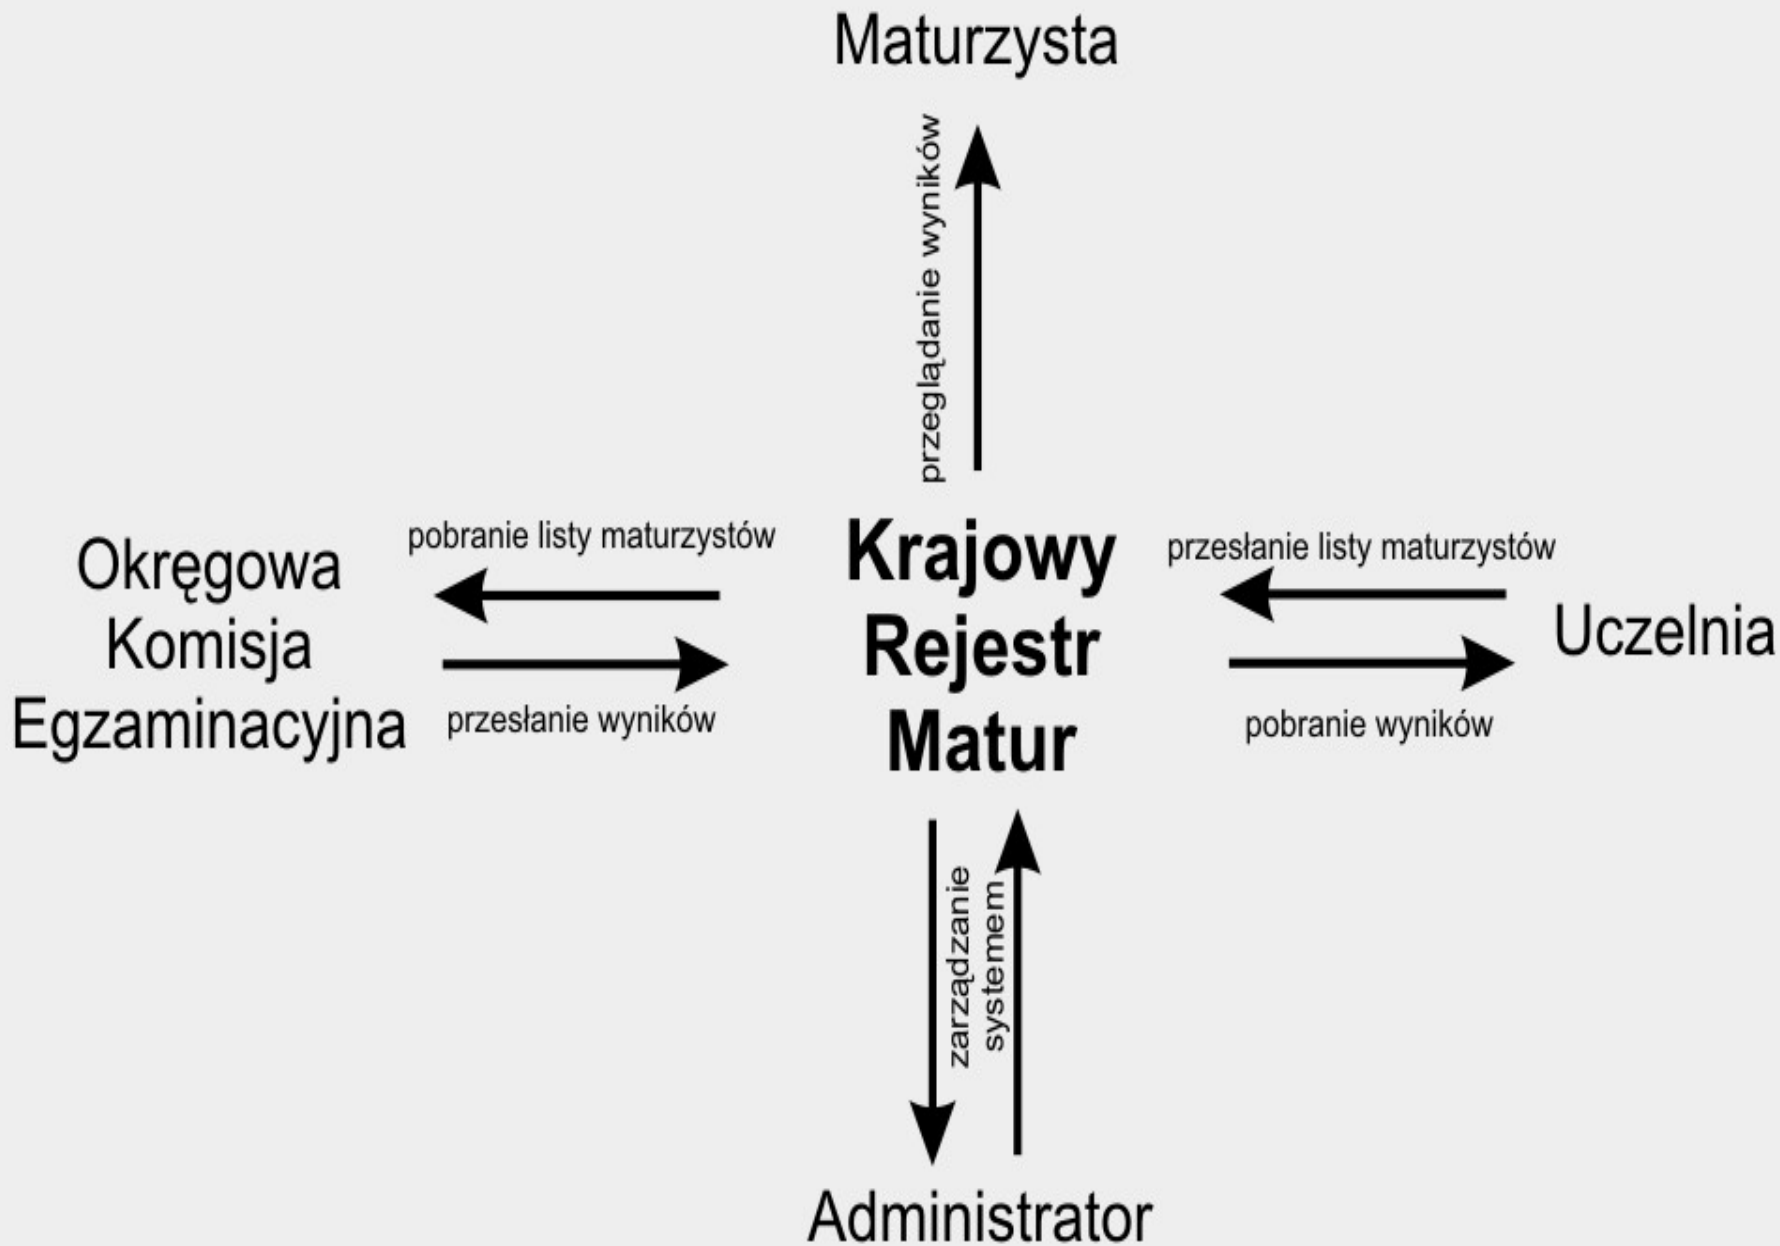 Maturzysta
przeglądanie wyników
pobranie listy maturzystów
Okręgowa
Komisja
Egzaminacyjna
przesłanie wyników
Krajowy
Rejestr
Matur
przesłanie listy maturzystów
Uczelnia
pobranie wyników
zarządzanie
systemem
Administrator